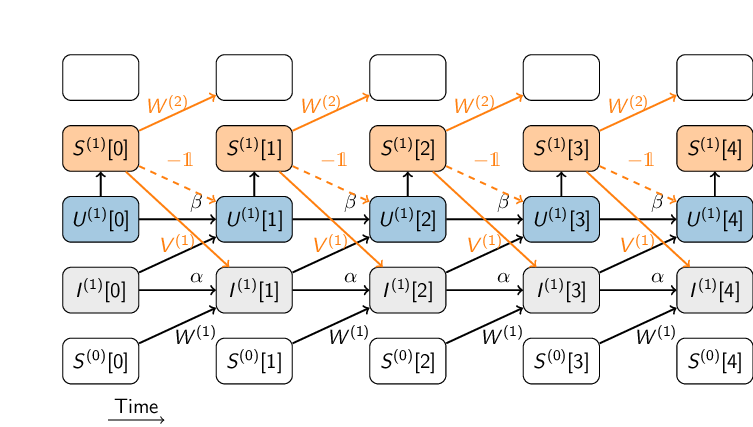 W⁽²⁾ W⁽²⁾ W⁽²⁾ W⁽²⁾
S⁽¹⁾[0] S⁽¹⁾[1] S⁽¹⁾[2] S⁽¹⁾[3] S⁽¹⁾[4]
−𝟙 −𝟙 −𝟙 −𝟙
β β β β
U⁽¹⁾[0] U⁽¹⁾[1] U⁽¹⁾[2] U⁽¹⁾[3] U⁽¹⁾[4]
V⁽¹⁾ V⁽¹⁾ V⁽¹⁾ V⁽¹⁾
α α α α
I⁽¹⁾[0] I⁽¹⁾[1] I⁽¹⁾[2] I⁽¹⁾[3] I⁽¹⁾[4]
W⁽¹⁾ W⁽¹⁾ W⁽¹⁾ W⁽¹⁾
S⁽⁰⁾[0] S⁽⁰⁾[1] S⁽⁰⁾[2] S⁽⁰⁾[3] S⁽⁰⁾[4]
Time